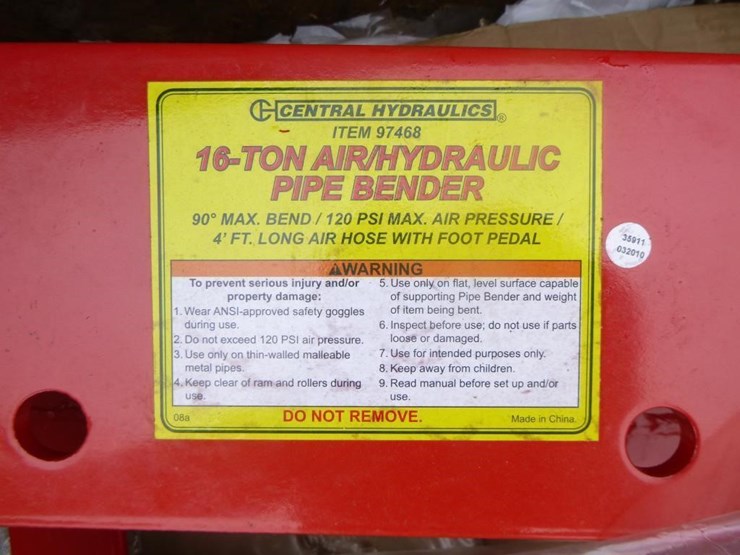 CENTRAL HYDRAULICS®
ITEM 97468
16-TON AIR/HYDRAULIC
PIPE BENDER
90° MAX. BEND / 120 PSI MAX. AIR PRESSURE /
4' FT. LONG AIR HOSE WITH FOOT PEDAL
⚠WARNING
To prevent serious injury and/or
property damage:
1. Wear ANSI-approved safety goggles
during use.
2. Do not exceed 120 PSI air pressure.
3. Use only on thin-walled malleable
metal pipes.
4. Keep clear of ram and rollers during
use.
5. Use only on flat, level surface capable
of supporting Pipe Bender and weight
of item being bent.
6. Inspect before use; do not use if parts
loose or damaged.
7. Use for intended purposes only.
8. Keep away from children.
9. Read manual before set up and/or
use.
08a
DO NOT REMOVE.
Made in China.
35911
032010